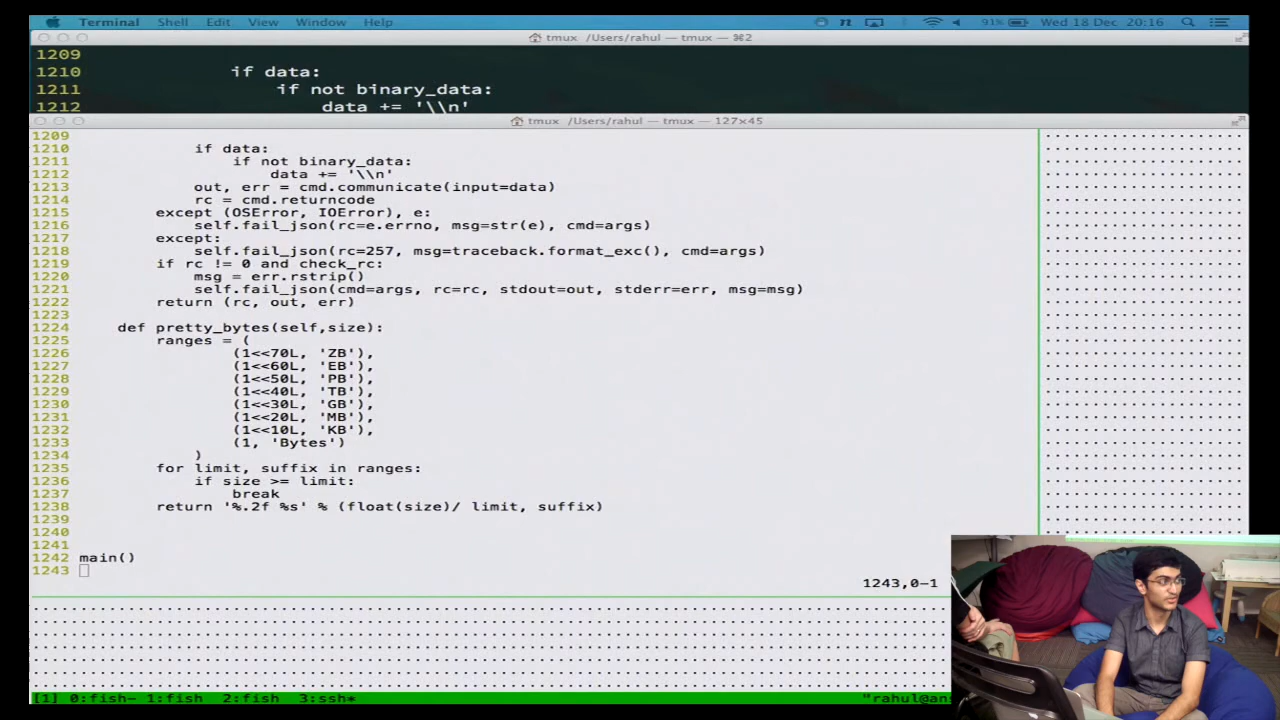 Terminal Shell Edit View Window Help 91% Wed 18 Dec 20:16
tmux /Users/rahul — tmux — ⌘2
1209
1210 if data:
1211 if not binary_data:
1212 data += '\\n'
tmux /Users/rahul — tmux — 127×45
1209
1210 if data:
1211 if not binary_data:
1212 data += '\\n'
1213 out, err = cmd.communicate(input=data)
1214 rc = cmd.returncode
1215 except (OSError, IOError), e:
1216 self.fail_json(rc=e.errno, msg=str(e), cmd=args)
1217 except:
1218 self.fail_json(rc=257, msg=traceback.format_exc(), cmd=args)
1219 if rc != 0 and check_rc:
1220 msg = err.rstrip()
1221 self.fail_json(cmd=args, rc=rc, stdout=out, stderr=err, msg=msg)
1222 return (rc, out, err)
1223
1224 def pretty_bytes(self,size):
1225 ranges = (
1226 (1<<70L, 'ZB'),
1227 (1<<60L, 'EB'),
1228 (1<<50L, 'PB'),
1229 (1<<40L, 'TB'),
1230 (1<<30L, 'GB'),
1231 (1<<20L, 'MB'),
1232 (1<<10L, 'KB'),
1233 (1, 'Bytes')
1234 )
1235 for limit, suffix in ranges:
1236 if size >= limit:
1237 break
1238 return '%.2f %s' % (float(size)/ limit, suffix)
1239
1240
1241
1242 main()
1243
1243,0-1
[1] 0:fish- 1:fish 2:fish 3:ssh* "rahul@an